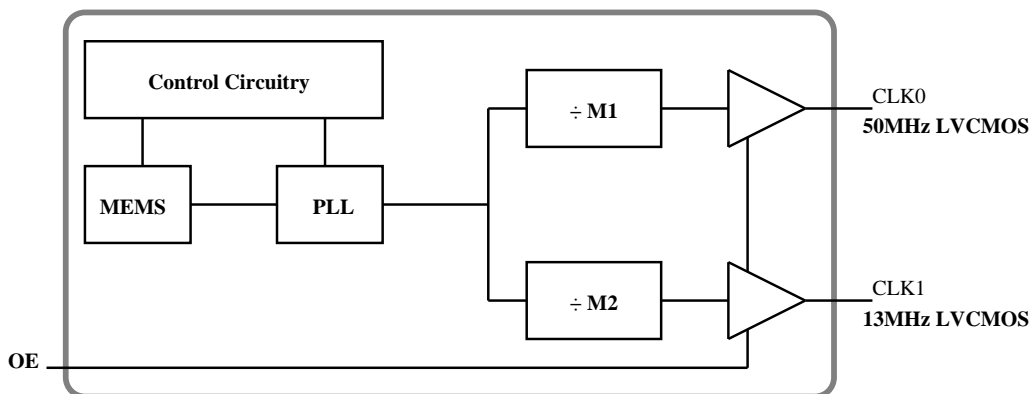 Control Circuitry
÷ M1
CLK0
50MHz LVCMOS
MEMS
PLL
÷ M2
CLK1
13MHz LVCMOS
OE